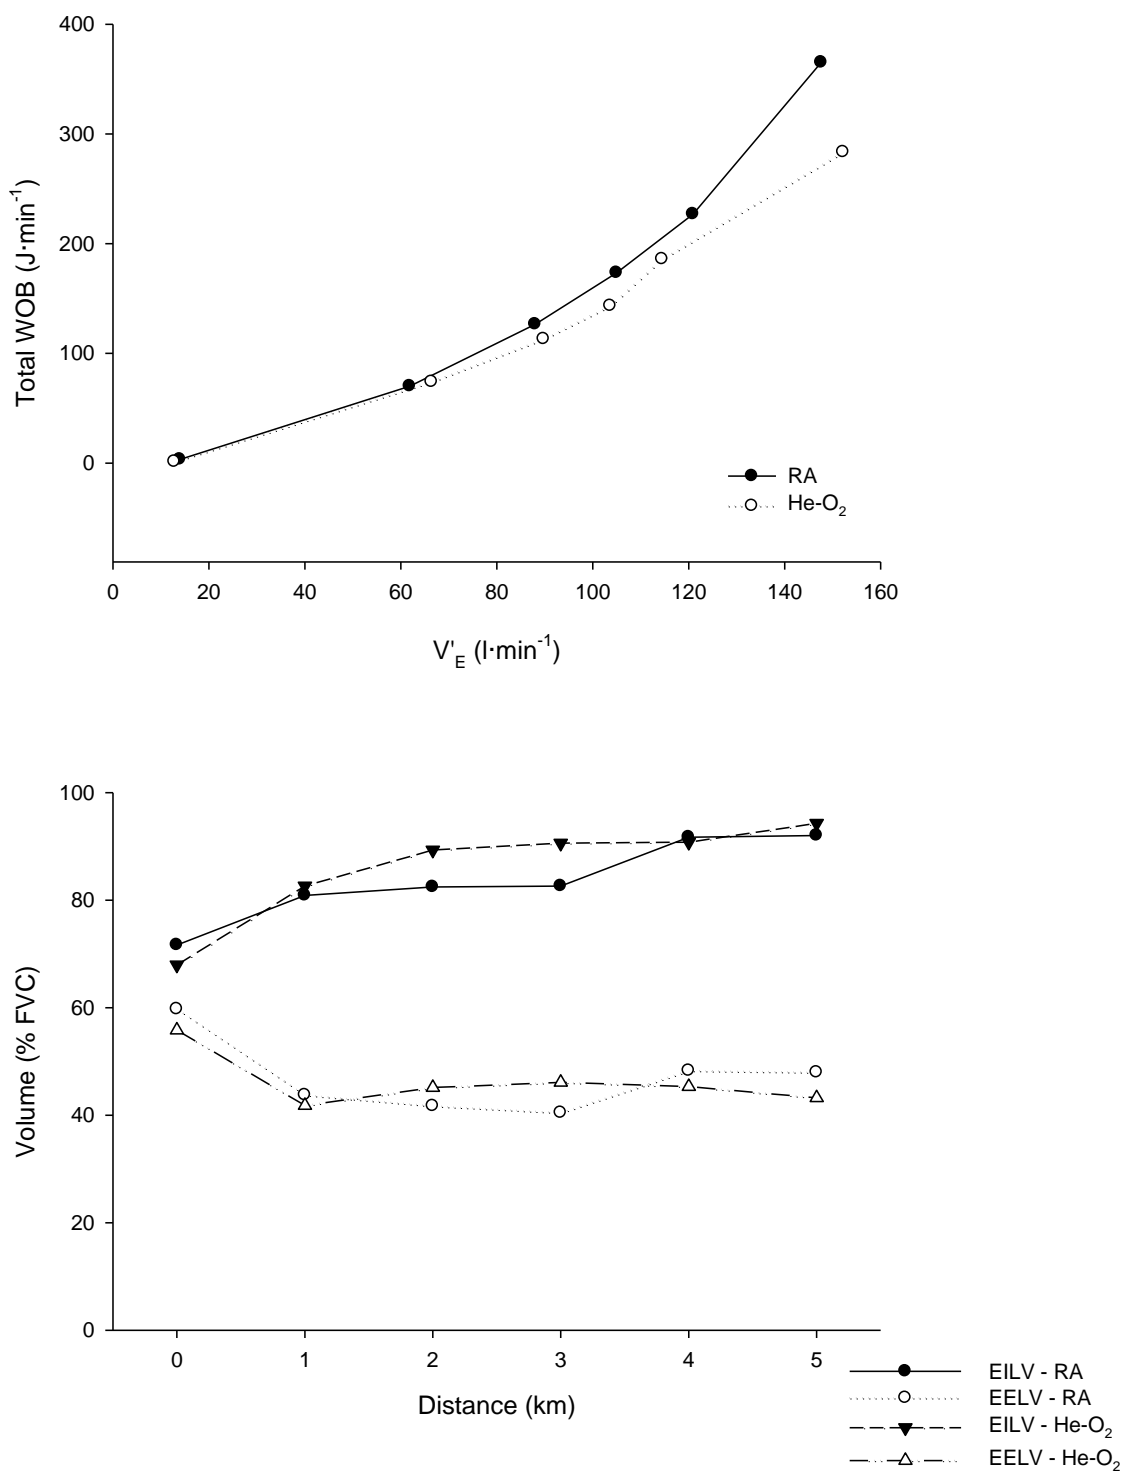 400
300
200
100
0
Total WOB (J·min⁻¹)
RA
He-O₂
0 20 40 60 80 100 120 140 160
V'E (l·min⁻¹)
100
80
60
40
20
0
Volume (% FVC)
0 1 2 3 4 5
Distance (km)
EILV - RA
EELV - RA
EILV - He-O₂
EELV - He-O₂